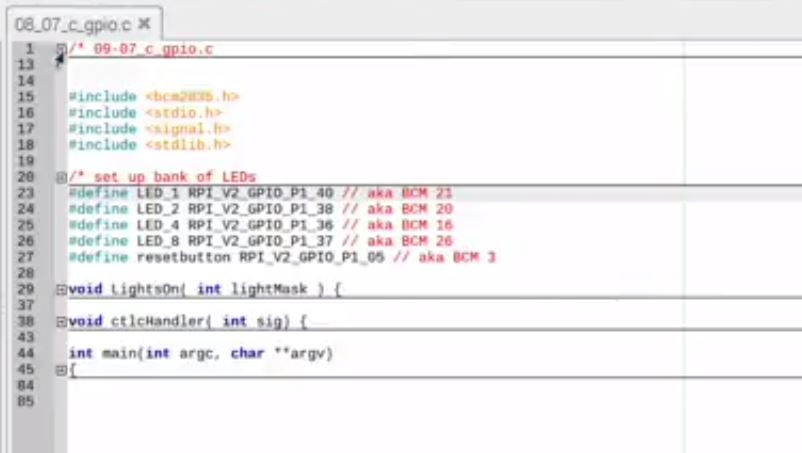 08_07_c_gpio.c ✖
1 /* 09-07_c_gpio.c
13
14
15 #include <bcm2835.h>
16 #include <stdio.h>
17 #include <signal.h>
18 #include <stdlib.h>
19
20 /* set up bank of LEDs
23 #define LED_1 RPI_V2_GPIO_P1_40 // aka BCM 21
24 #define LED_2 RPI_V2_GPIO_P1_38 // aka BCM 20
25 #define LED_4 RPI_V2_GPIO_P1_36 // aka BCM 16
26 #define LED_8 RPI_V2_GPIO_P1_37 // aka BCM 26
27 #define resetbutton RPI_V2_GPIO_P1_05 // aka BCM 3
28
29 void LightsOn( int lightMask ) {
37
38 void ctlcHandler( int sig) {
43
44 int main(int argc, char **argv)
45 {
84
85